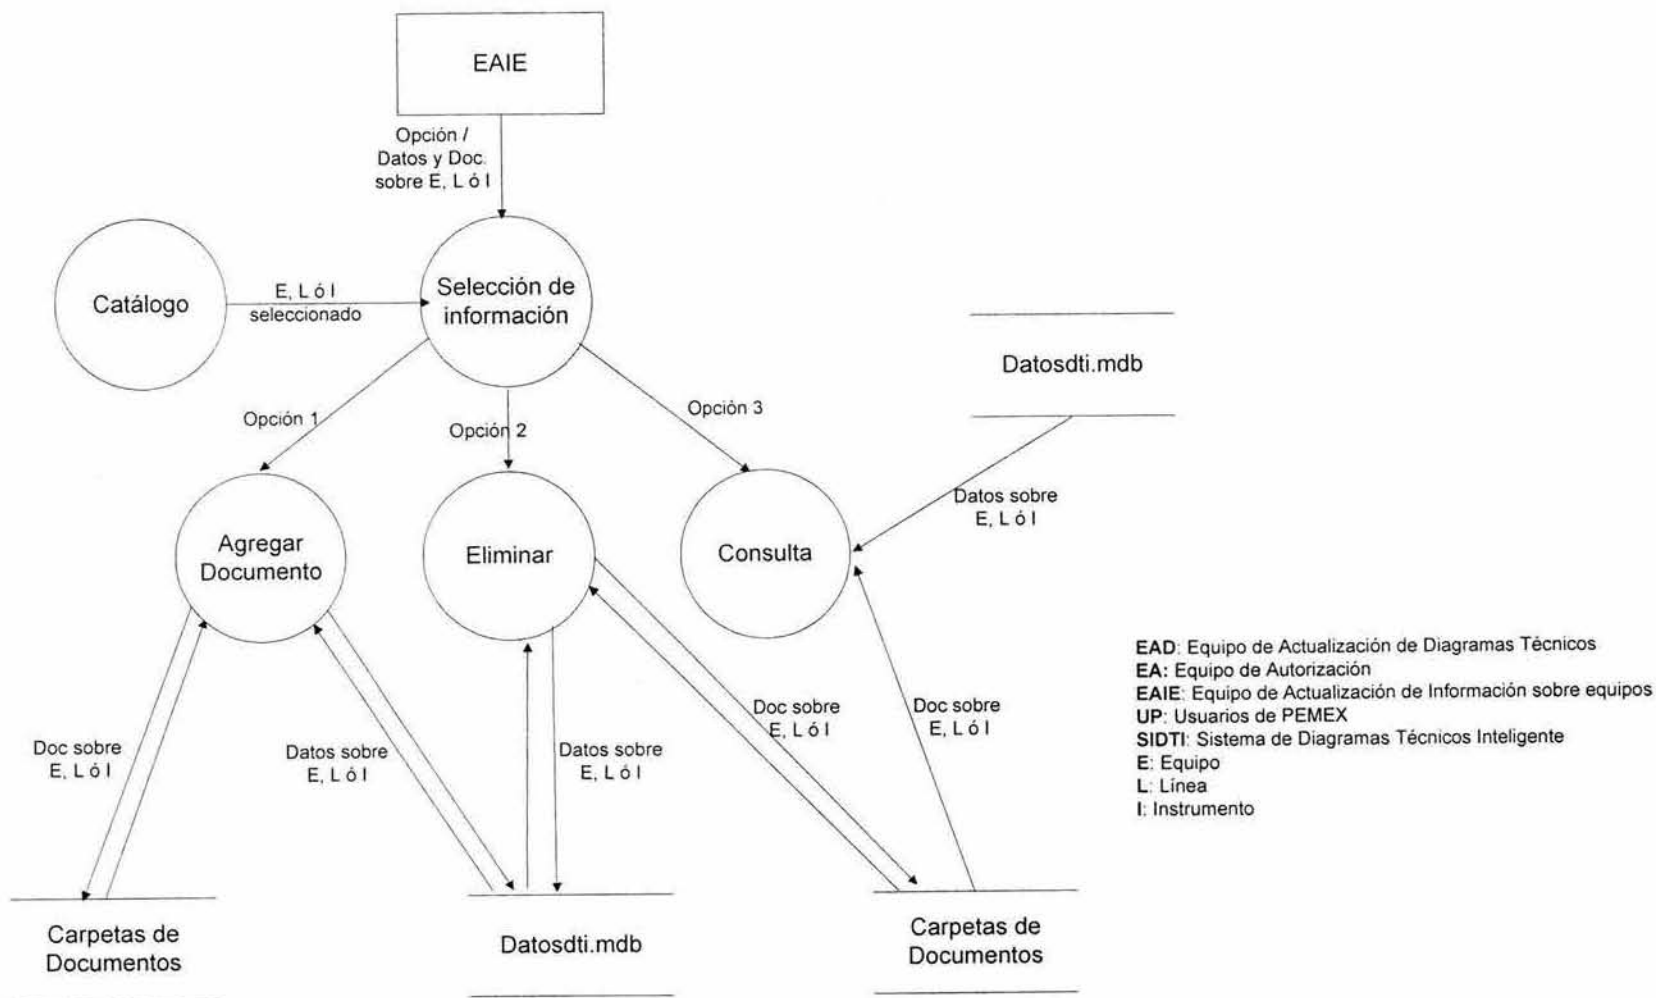 EAIE
Opción /
Datos y Doc.
sobre E, L ó I
Catálogo
E, L ó I
seleccionado
Selección de
información
Datosdti.mdb
Opción 1
Opción 2
Opción 3
Datos sobre
E, L ó I
Agregar
Documento
Eliminar
Consulta
Doc sobre
E, L ó I
Datos sobre
E, L ó I
Datos sobre
E, L ó I
Doc sobre
E, L ó I
Doc sobre
E, L ó I
EAD: Equipo de Actualización de Diagramas Técnicos
EA: Equipo de Autorización
EAIE: Equipo de Actualización de Información sobre equipos
UP: Usuarios de PEMEX
SIDTI: Sistema de Diagramas Técnicos Inteligente
E: Equipo
L: Línea
I: Instrumento
Carpetas de
Documentos
Datosdti.mdb
Carpetas de
Documentos